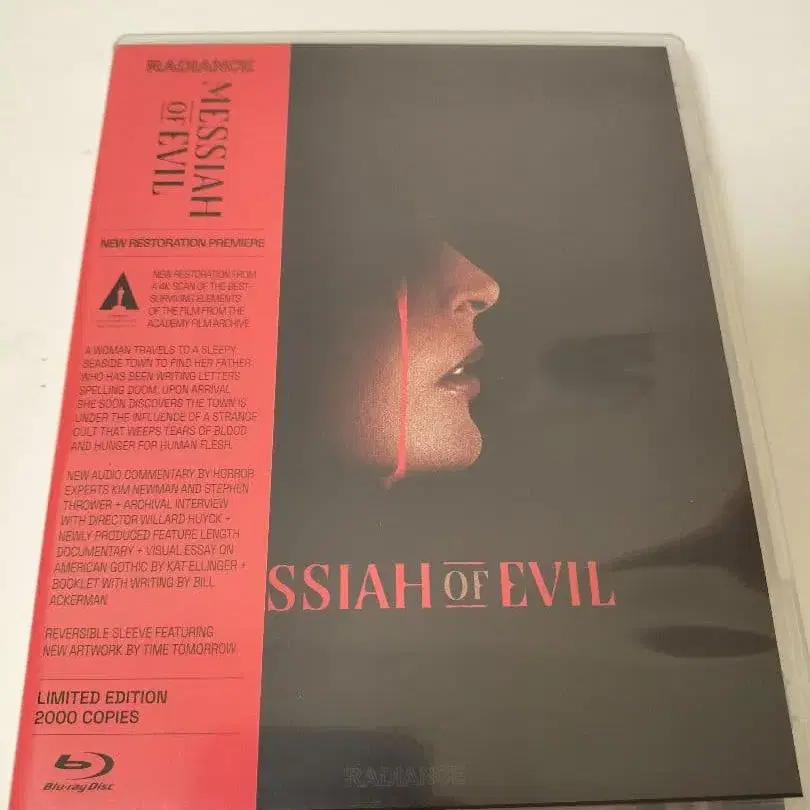 RADIANCE
MESSIAH
OF EVIL
NEW RESTORATION PREMIERE
NEW RESTORATION FROM
A 4K SCAN OF THE BEST-
SURVIVING ELEMENTS
OF THE FILM FROM THE
ACADEMY FILM ARCHIVE
A WOMAN TRAVELS TO A SLEEPY
SEASIDE TOWN TO FIND HER FATHER
WHO HAS BEEN WRITING LETTERS
SPELLING DOOM. UPON ARRIVAL
SHE SOON DISCOVERS THE TOWN IS
UNDER THE INFLUENCE OF A STRANGE
CULT THAT WEEPS TEARS OF BLOOD
AND HUNGER FOR HUMAN FLESH.
NEW AUDIO COMMENTARY BY HORROR
EXPERTS KIM NEWMAN AND STEPHEN
THROWER + ARCHIVAL INTERVIEW
WITH DIRECTOR WILLARD HUYCK +
NEWLY PRODUCED FEATURE LENGTH
DOCUMENTARY + VISUAL ESSAY ON
AMERICAN GOTHIC BY KAT ELLINGER +
BOOKLET WITH WRITING BY BILL
ACKERMAN
REVERSIBLE SLEEVE FEATURING
NEW ARTWORK BY TIME TOMORROW
LIMITED EDITION
2000 COPIES
Blu-ray Disc
SSIAH OF EVIL
RADIANCE